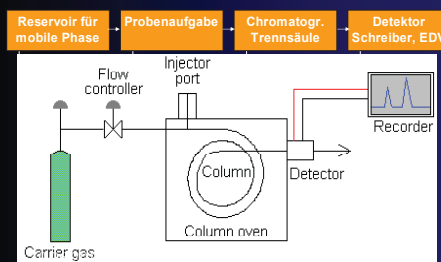 Reservoir für
mobile Phase
Probenaufgabe
Chromatogr.
Trennsäule
Detektor
Schreiber, EDV
Injector
port
Flow
controller
Recorder
Column
Detector
Column oven
Carrier gas